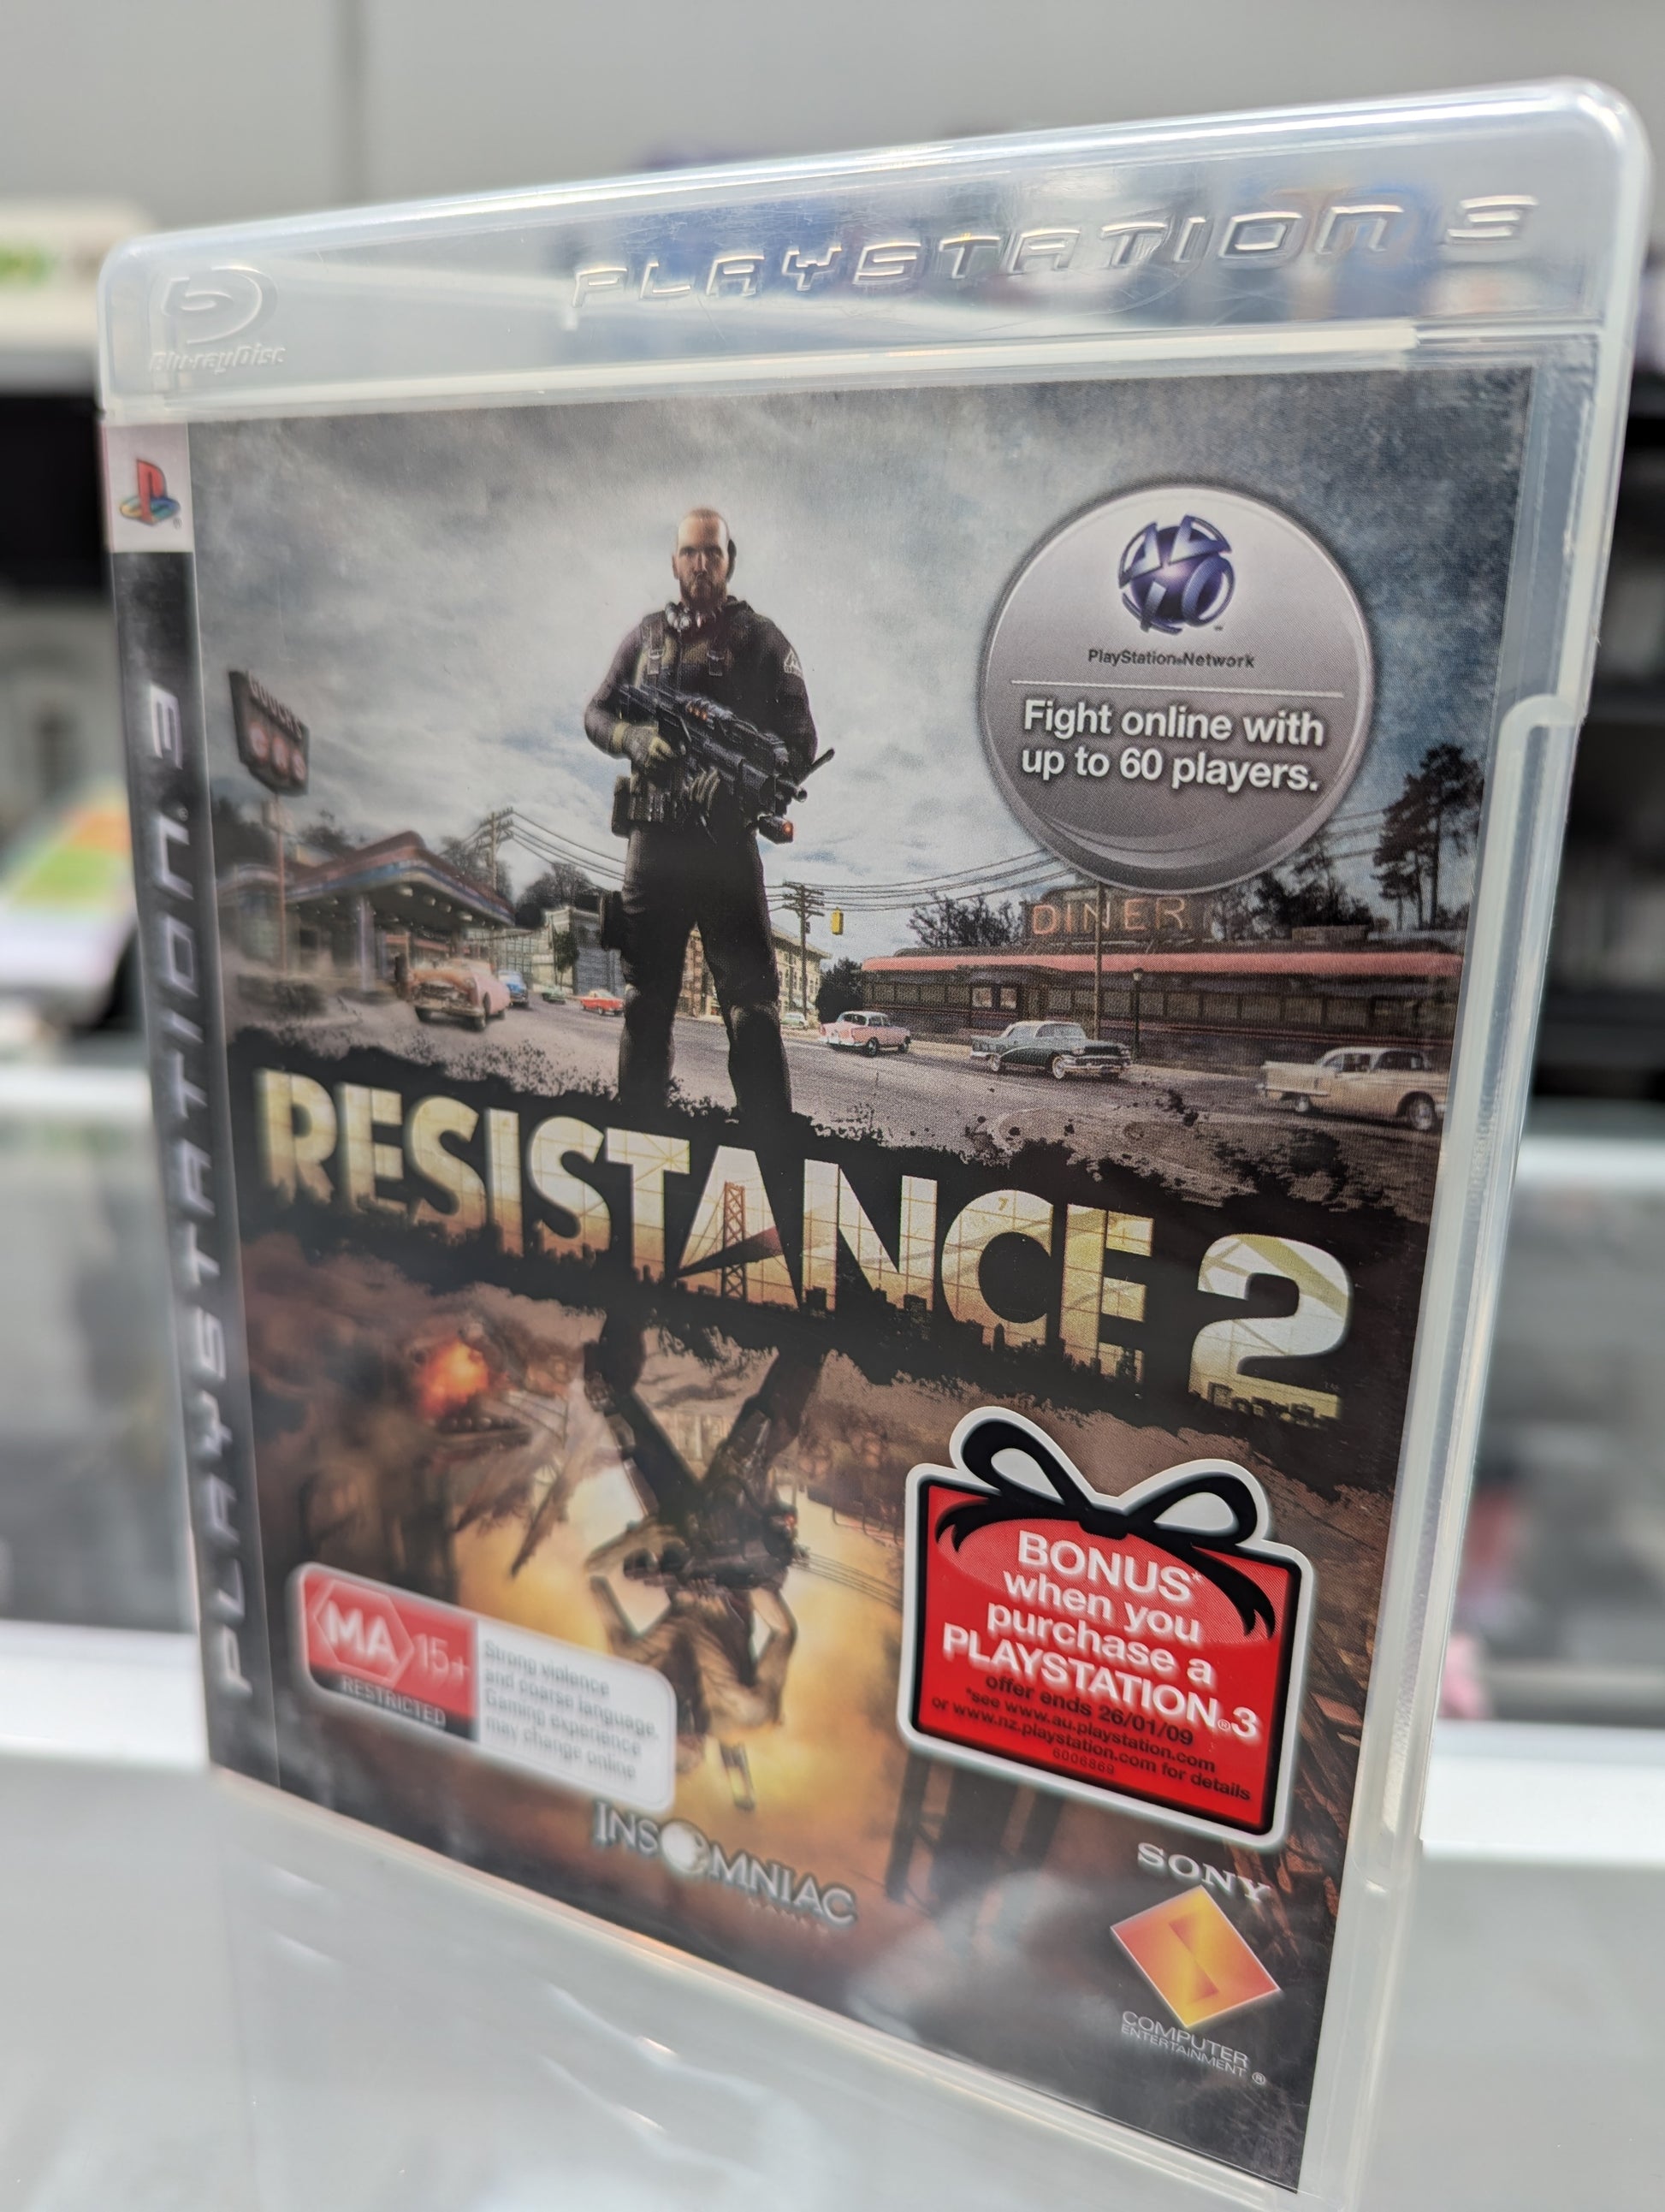 PLAYSTATION 3
Blu-ray Disc
PLAYSTATION 3
PlayStation®Network
Fight online with
up to 60 players.
DINER
RESISTANCE 2
BONUS*
when you
purchase a
PLAYSTATION®3
offer ends 26/01/09
*see www.au.playstation.com
or www.nz.playstation.com for details
6006869
MA 15+
RESTRICTED
Strong violence
and coarse language.
Gaming experience
may change online
INSOMNIAC
GAMES
SONY
COMPUTER
ENTERTAINMENT ®